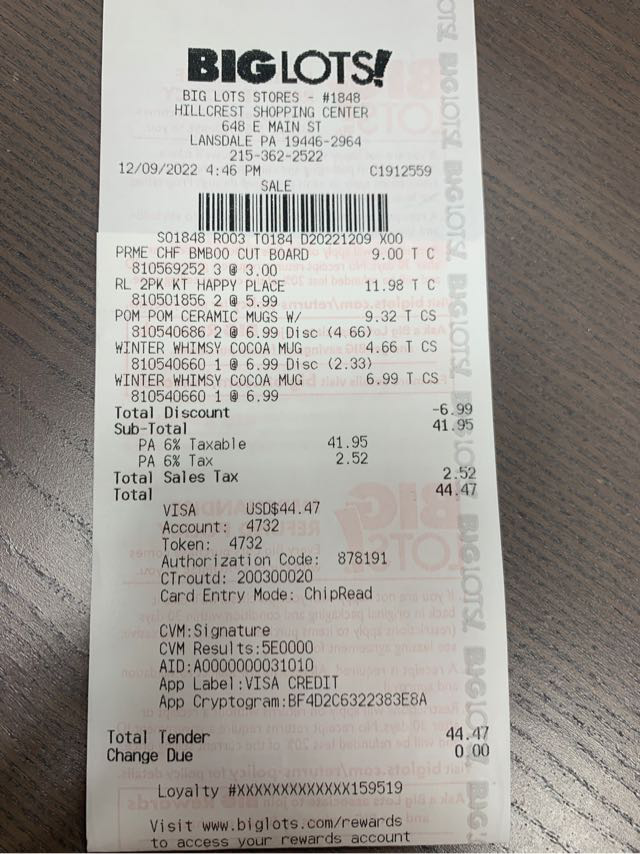 BIG LOTS!
BIG LOTS STORES - #1848
HILLCREST SHOPPING CENTER
648 E MAIN ST
LANSDALE PA 19446-2964
215-362-2522
12/09/2022 4:46 PM C1912559
SALE
S01848 R003 T0184 D20221209 X00
PRME CHF BMB00 CUT BOARD 9.00 T C
810569252 3 @ 3.00
RL 2PK KT HAPPY PLACE 11.98 T C
810501856 2 @ 5.99
POM POM CERAMIC MUGS W/ 9.32 T CS
810540686 2 @ 6.99 Disc (4.66)
WINTER WHIMSY COCOA MUG 4.66 T CS
810540660 1 @ 6.99 Disc (2.33)
WINTER WHIMSY COCOA MUG 6.99 T CS
810540660 1 @ 6.99
Total Discount -6.99
Sub-Total 41.95
PA 6% Taxable 41.95
PA 6% Tax 2.52
Total Sales Tax 2.52
Total 44.47
VISA USD$44.47
Account: 4732
Token: 4732
Authorization Code: 878191
CTroutd: 200300020
Card Entry Mode: ChipRead
CVM:Signature
CVM Results:5E0000
AID:A0000000031010
App Label:VISA CREDIT
App Cryptogram:BF4D2C6322383E8A
Total Tender 44.47
Change Due 0.00
Loyalty #XXXXXXXXXXXXX159519
Visit www.biglots.com/rewards
to access your rewards account